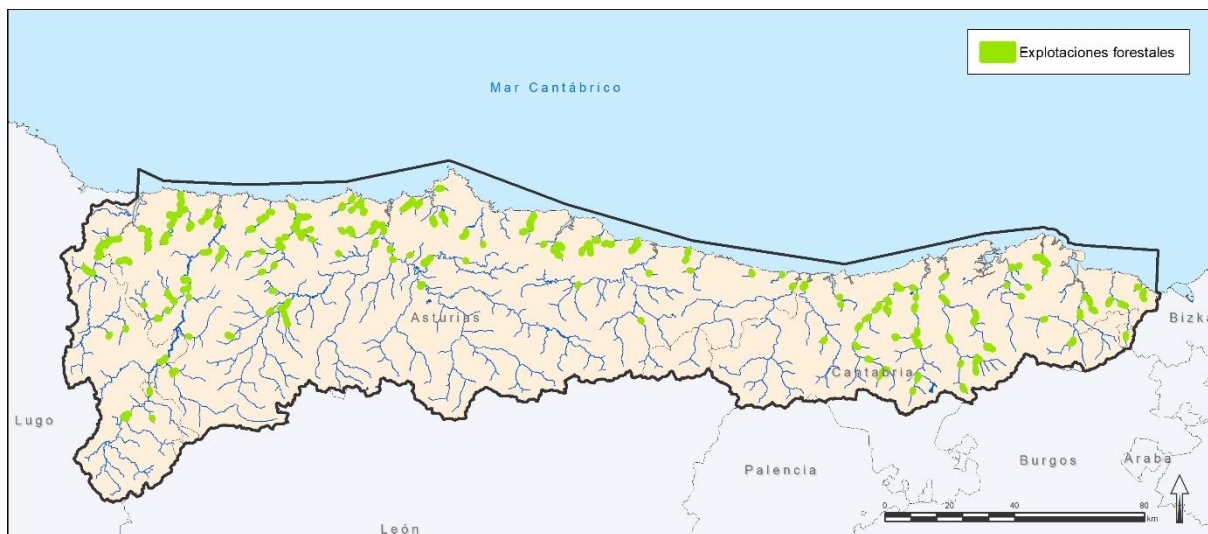 Explotaciones forestales
Mar Cantábrico
Asturias
Bizka
Cantabria
Lugo
Palencia
Burgos
Araba
León
0 20 40 80
km